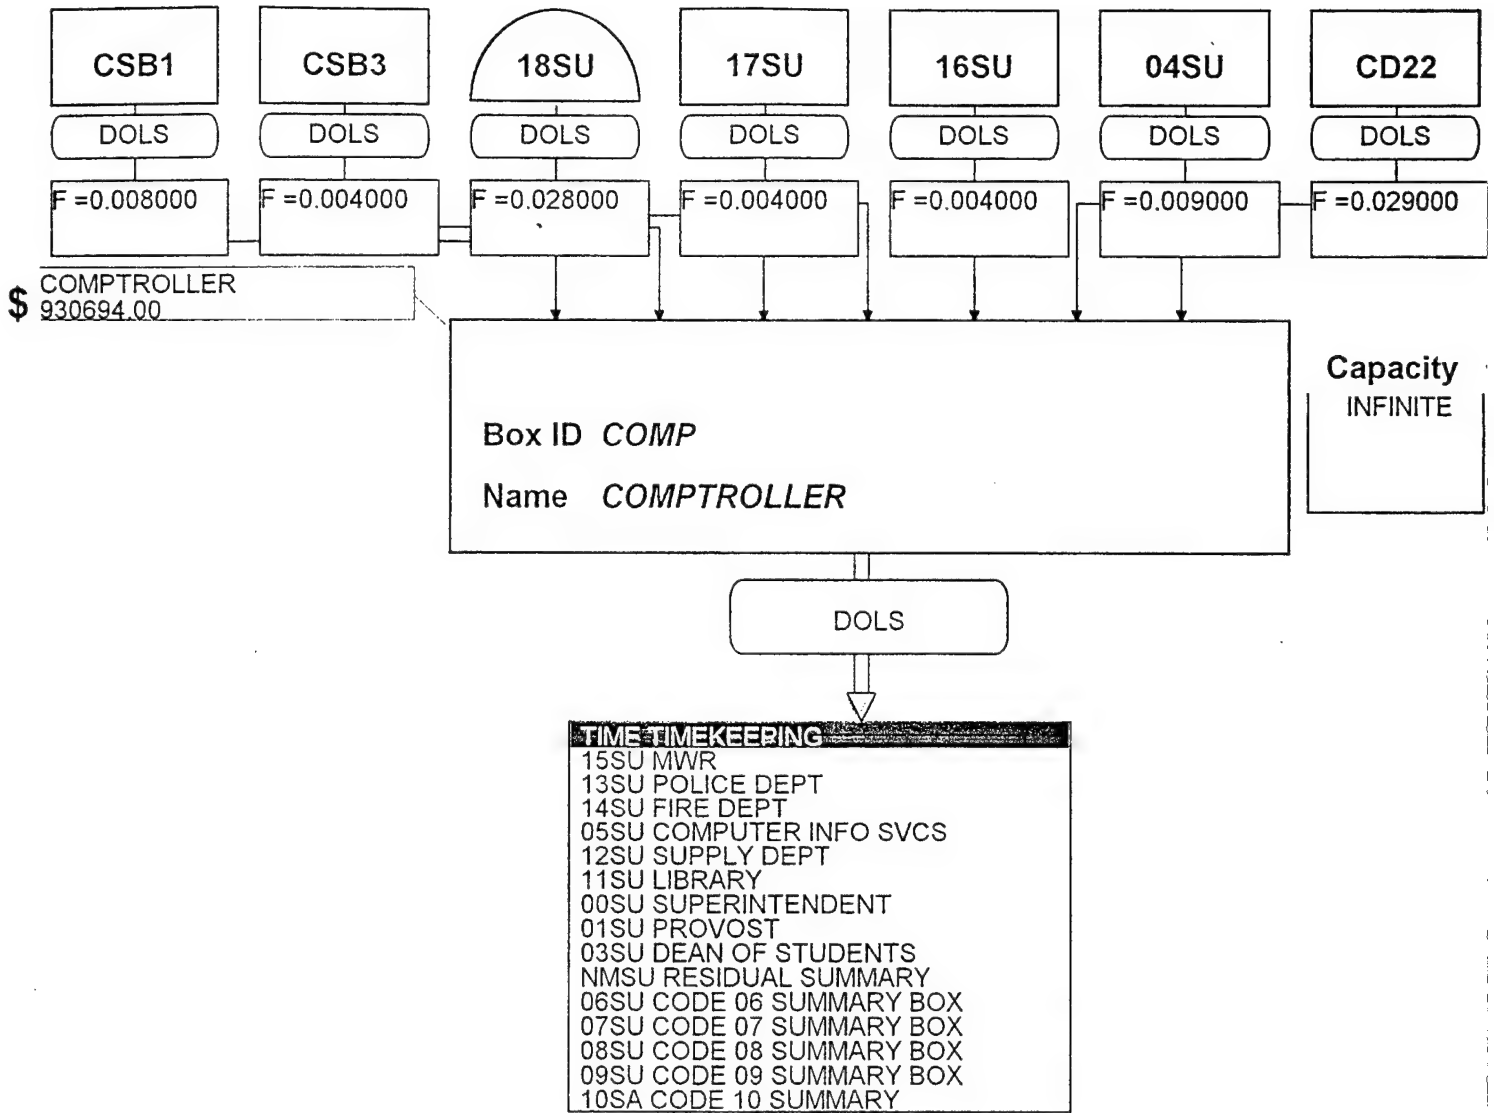 CSB1 CSB3 18SU 17SU 16SU 04SU CD22
DOLS DOLS DOLS DOLS DOLS DOLS DOLS
F =0.008000 F =0.004000 F =0.028000 F =0.004000 F =0.004000 F =0.009000 F =0.029000
COMPTROLLER
$ 930694.00
Capacity
INFINITE
Box ID COMP
Name COMPTROLLER
DOLS
TIME TIMEKEEPING
15SU MWR
13SU POLICE DEPT
14SU FIRE DEPT
05SU COMPUTER INFO SVCS
12SU SUPPLY DEPT
11SU LIBRARY
00SU SUPERINTENDENT
01SU PROVOST
03SU DEAN OF STUDENTS
NMSU RESIDUAL SUMMARY
06SU CODE 06 SUMMARY BOX
07SU CODE 07 SUMMARY BOX
08SU CODE 08 SUMMARY BOX
09SU CODE 09 SUMMARY BOX
10SA CODE 10 SUMMARY